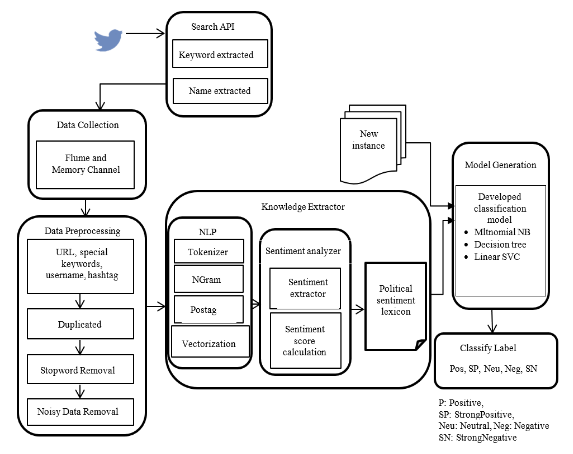 Search API
Keyword extracted
Name extracted
Data Collection
Flume and
Memory Channel
Data Preprocessing
URL, special
keywords,
username, hashtag
Duplicated
Stopword Removal
Noisy Data Removal
Knowledge Extractor
NLP
Tokenizer
NGram
Postag
Vectorization
Sentiment analyzer
Sentiment
extractor
Sentiment
score
calculation
Political
sentiment
lexicon
New
instance
Model Generation
Developed
classification
model
• Mltnomial NB
• Decision tree
• Linear SVC
Classify Label
Pos, SP, Neu, Neg, SN
P: Positive,
SP: StrongPositive,
Neu: Neutral, Neg: Negative
SN: StrongNegative